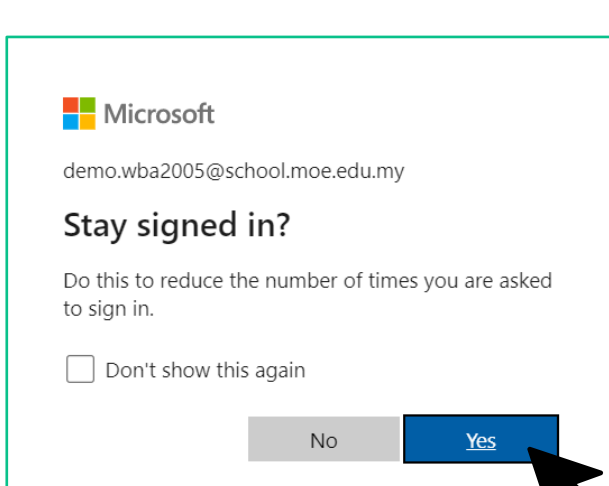 Microsoft
demo.wba2005@school.moe.edu.my
Stay signed in?
Do this to reduce the number of times you are asked
to sign in.
Don't show this again
No
Yes